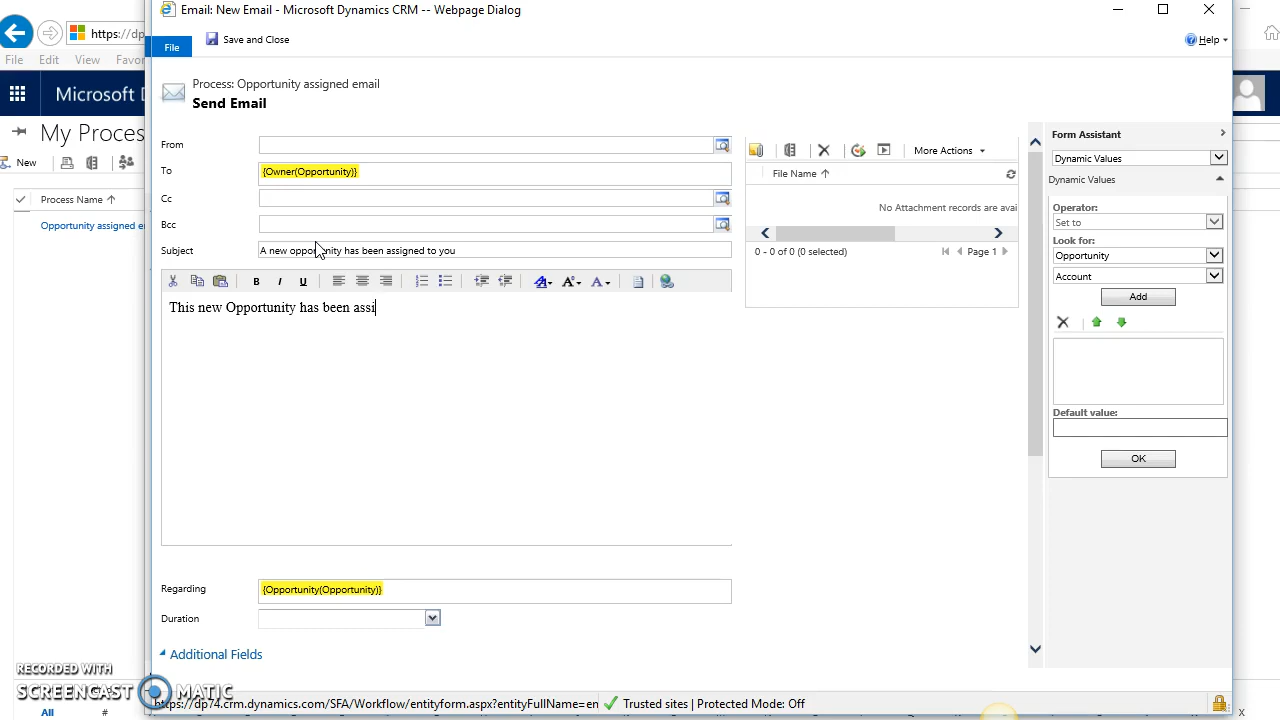 Email: New Email - Microsoft Dynamics CRM -- Webpage Dialog
https://dp
File Save and Close Help
File Edit View Favor
Microsoft D
Process: Opportunity assigned email
Send Email
My Process
New
Process Name
Opportunity assigned e
From
To {Owner(Opportunity)}
Cc
Bcc
Subject A new opportunity has been assigned to you
B I U
This new Opportunity has been assi
Regarding {Opportunity(Opportunity)}
Duration
Additional Fields
More Actions
File Name
No Attachment records are avai
0 - 0 of 0 (0 selected) Page 1
Form Assistant
Dynamic Values
Dynamic Values
Operator:
Set to
Look for:
Opportunity
Account
Add
Default value:
OK
RECORDED WITH
SCREENCAST MATIC
https://dp74.crm.dynamics.com/SFA/Workflow/entityform.aspx?entityFullName=en Trusted sites | Protected Mode: Off
All #
X